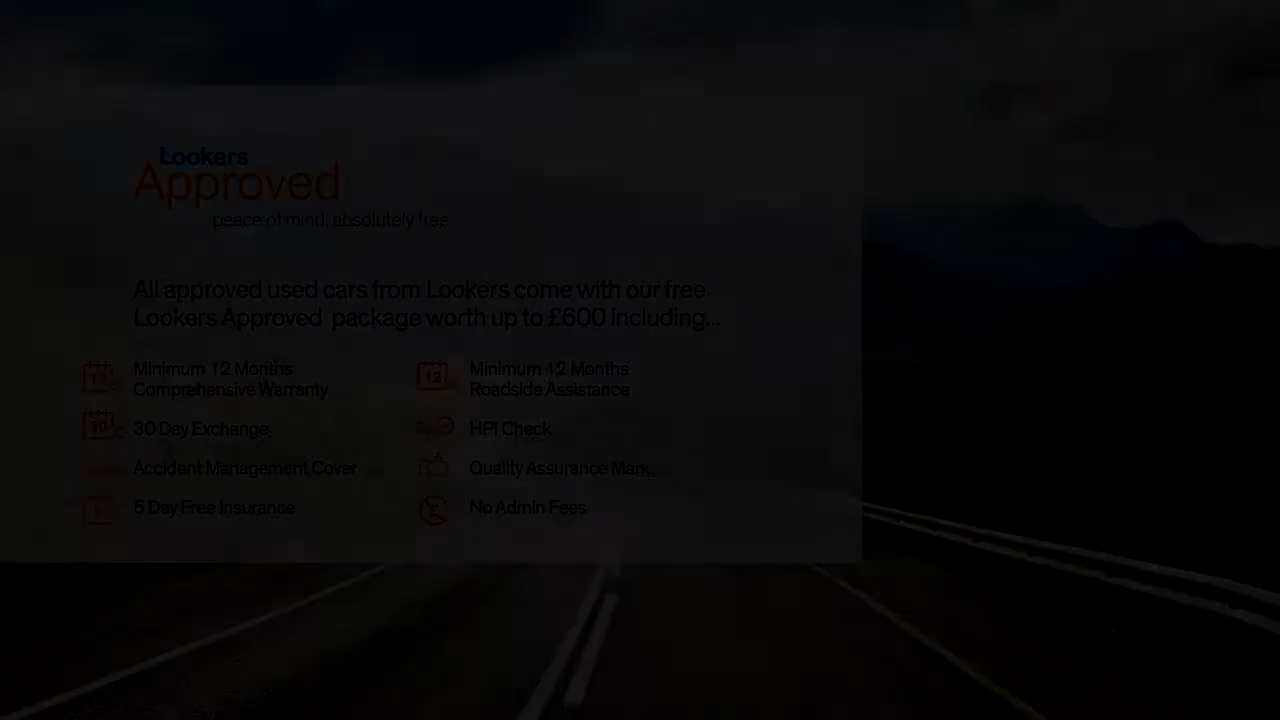 Lookers
Approved
peace of mind; absolutely free
All approved used cars from Lookers come with our free
Lookers Approved package worth up to £600 including...
Minimum 12 Months
Comprehensive Warranty
Minimum 12 Months
Roadside Assistance
30 Day Exchange
HPI Check
Accident Management Cover
Quality Assurance Mark
5 Day Free Insurance
No Admin Fees